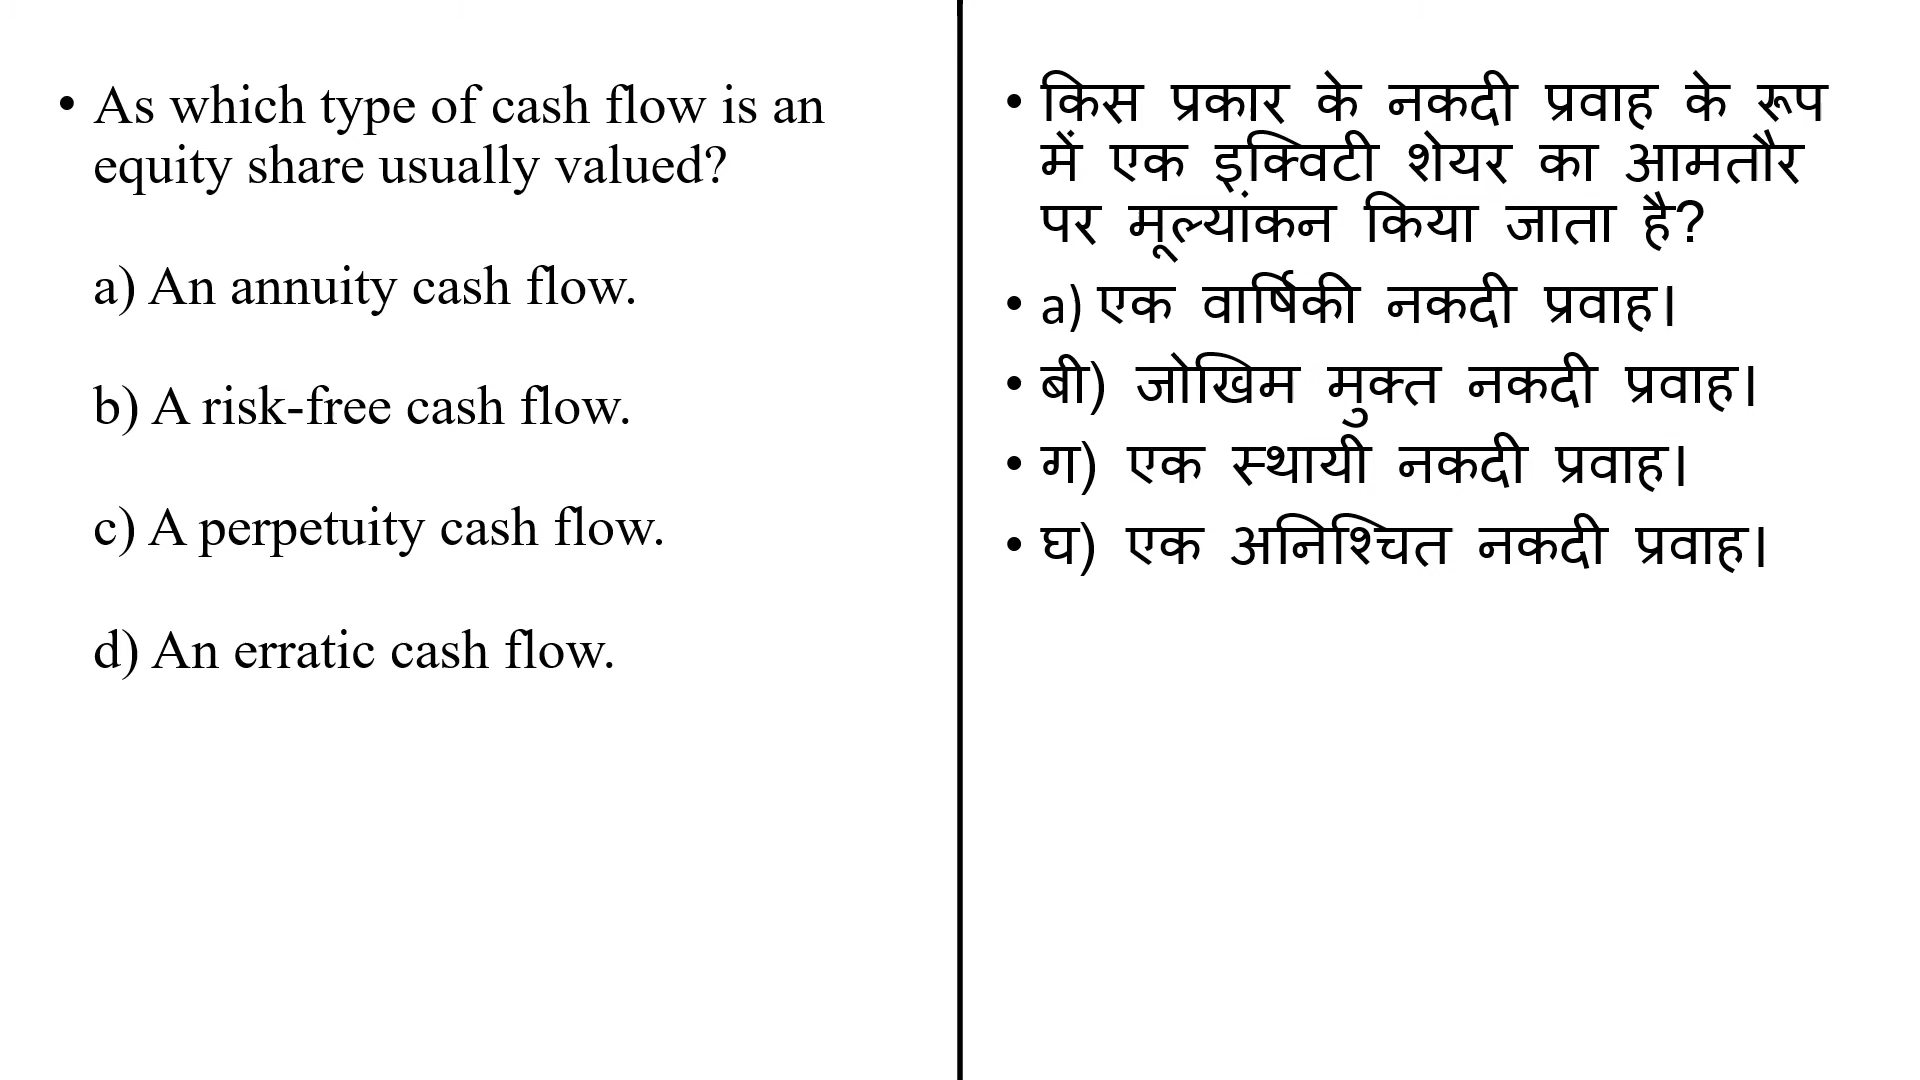 • As which type of cash flow is an
equity share usually valued?
a) An annuity cash flow.
b) A risk-free cash flow.
c) A perpetuity cash flow.
d) An erratic cash flow.
• किस प्रकार के नकदी प्रवाह के रूप
में एक इक्विटी शेयर का आमतौर
पर मूल्यांकन किया जाता है?
• a) एक वार्षिकी नकदी प्रवाह।
• बी) जोखिम मुक्त नकदी प्रवाह।
• ग) एक स्थायी नकदी प्रवाह।
• घ) एक अनिश्चित नकदी प्रवाह।